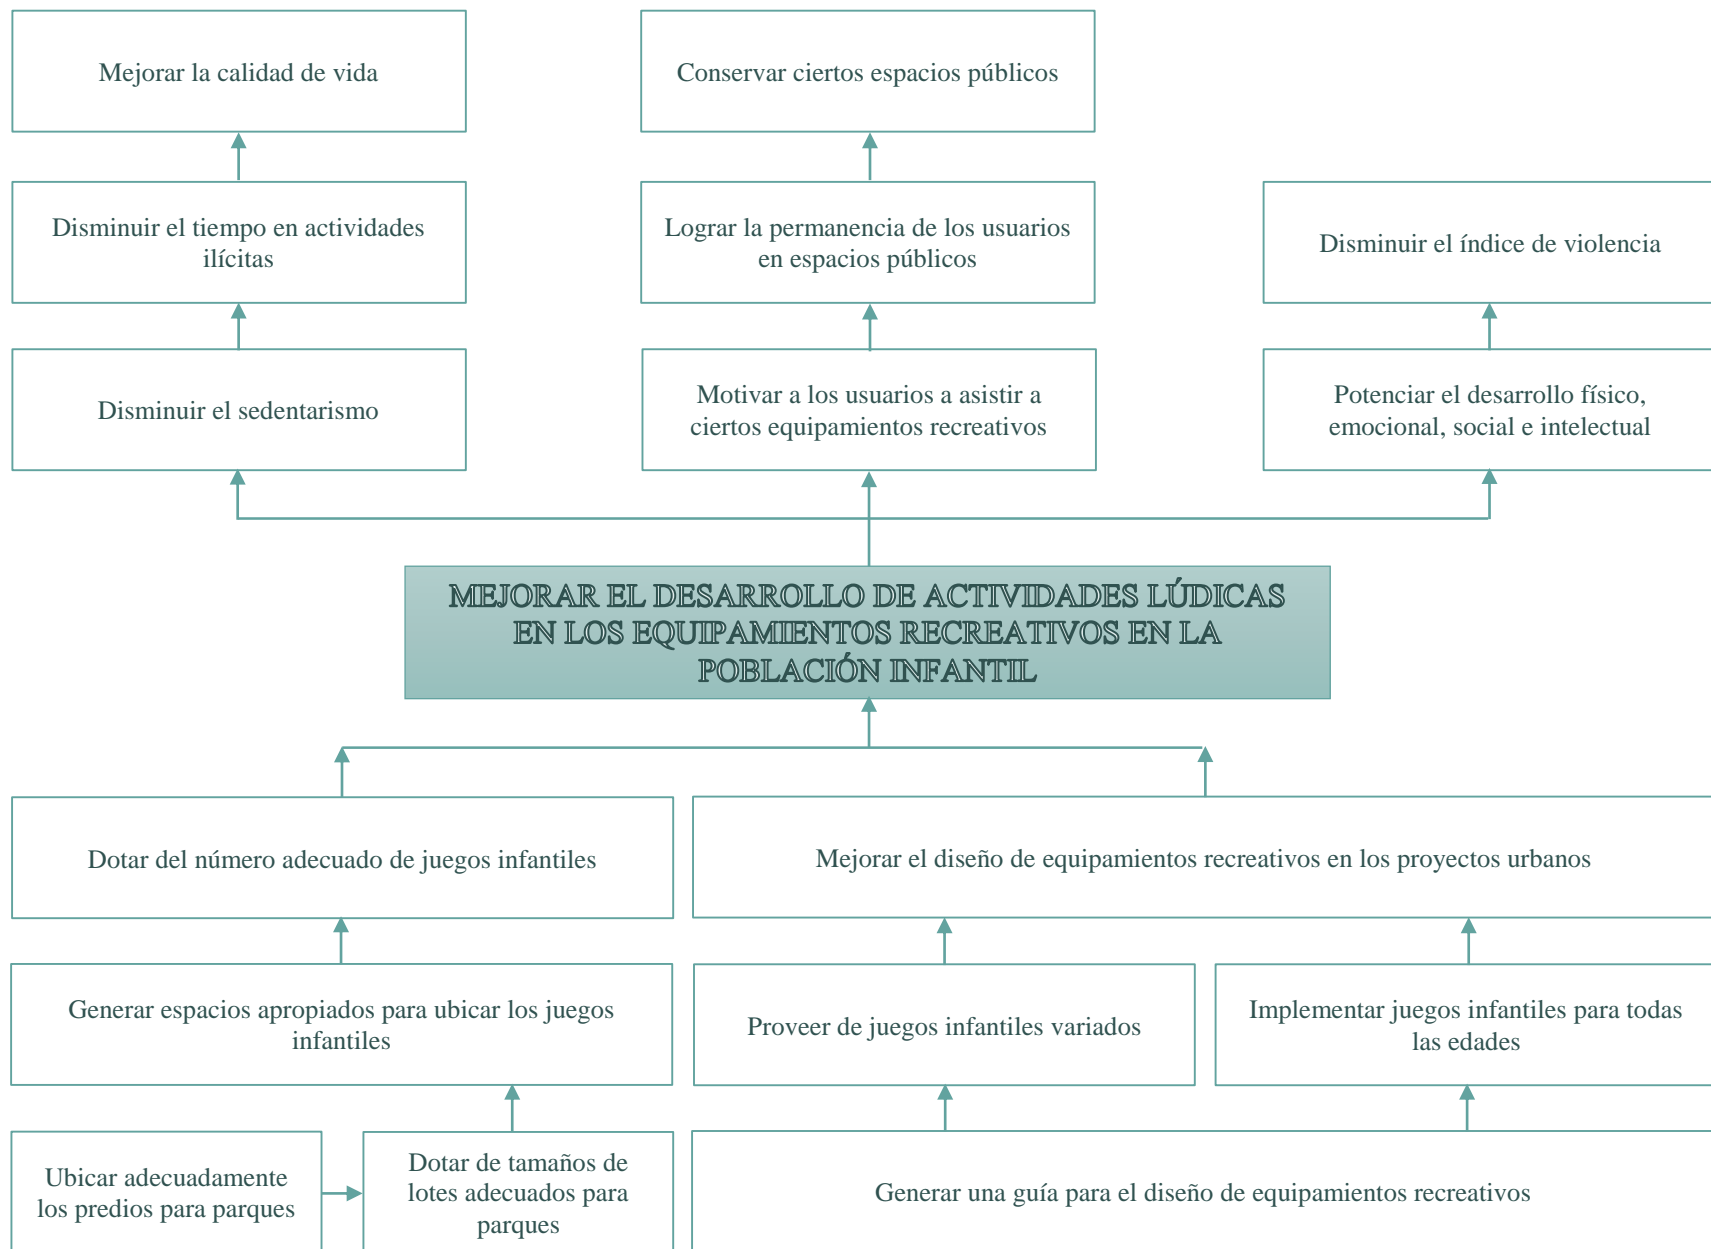 Mejorar la calidad de vida
Conservar ciertos espacios públicos
Disminuir el tiempo en actividades
ilícitas
Lograr la permanencia de los usuarios
en espacios públicos
Disminuir el índice de violencia
Disminuir el sedentarismo
Motivar a los usuarios a asistir a
ciertos equipamientos recreativos
Potenciar el desarrollo físico,
emocional, social e intelectual
MEJORAR EL DESARROLLO DE ACTIVIDADES LÚDICAS
EN LOS EQUIPAMIENTOS RECREATIVOS EN LA
POBLACIÓN INFANTIL
Dotar del número adecuado de juegos infantiles
Mejorar el diseño de equipamientos recreativos en los proyectos urbanos
Generar espacios apropiados para ubicar los juegos
infantiles
Proveer de juegos infantiles variados
Implementar juegos infantiles para todas
las edades
Ubicar adecuadamente
los predios para parques
Dotar de tamaños de
lotes adecuados para
parques
Generar una guía para el diseño de equipamientos recreativos